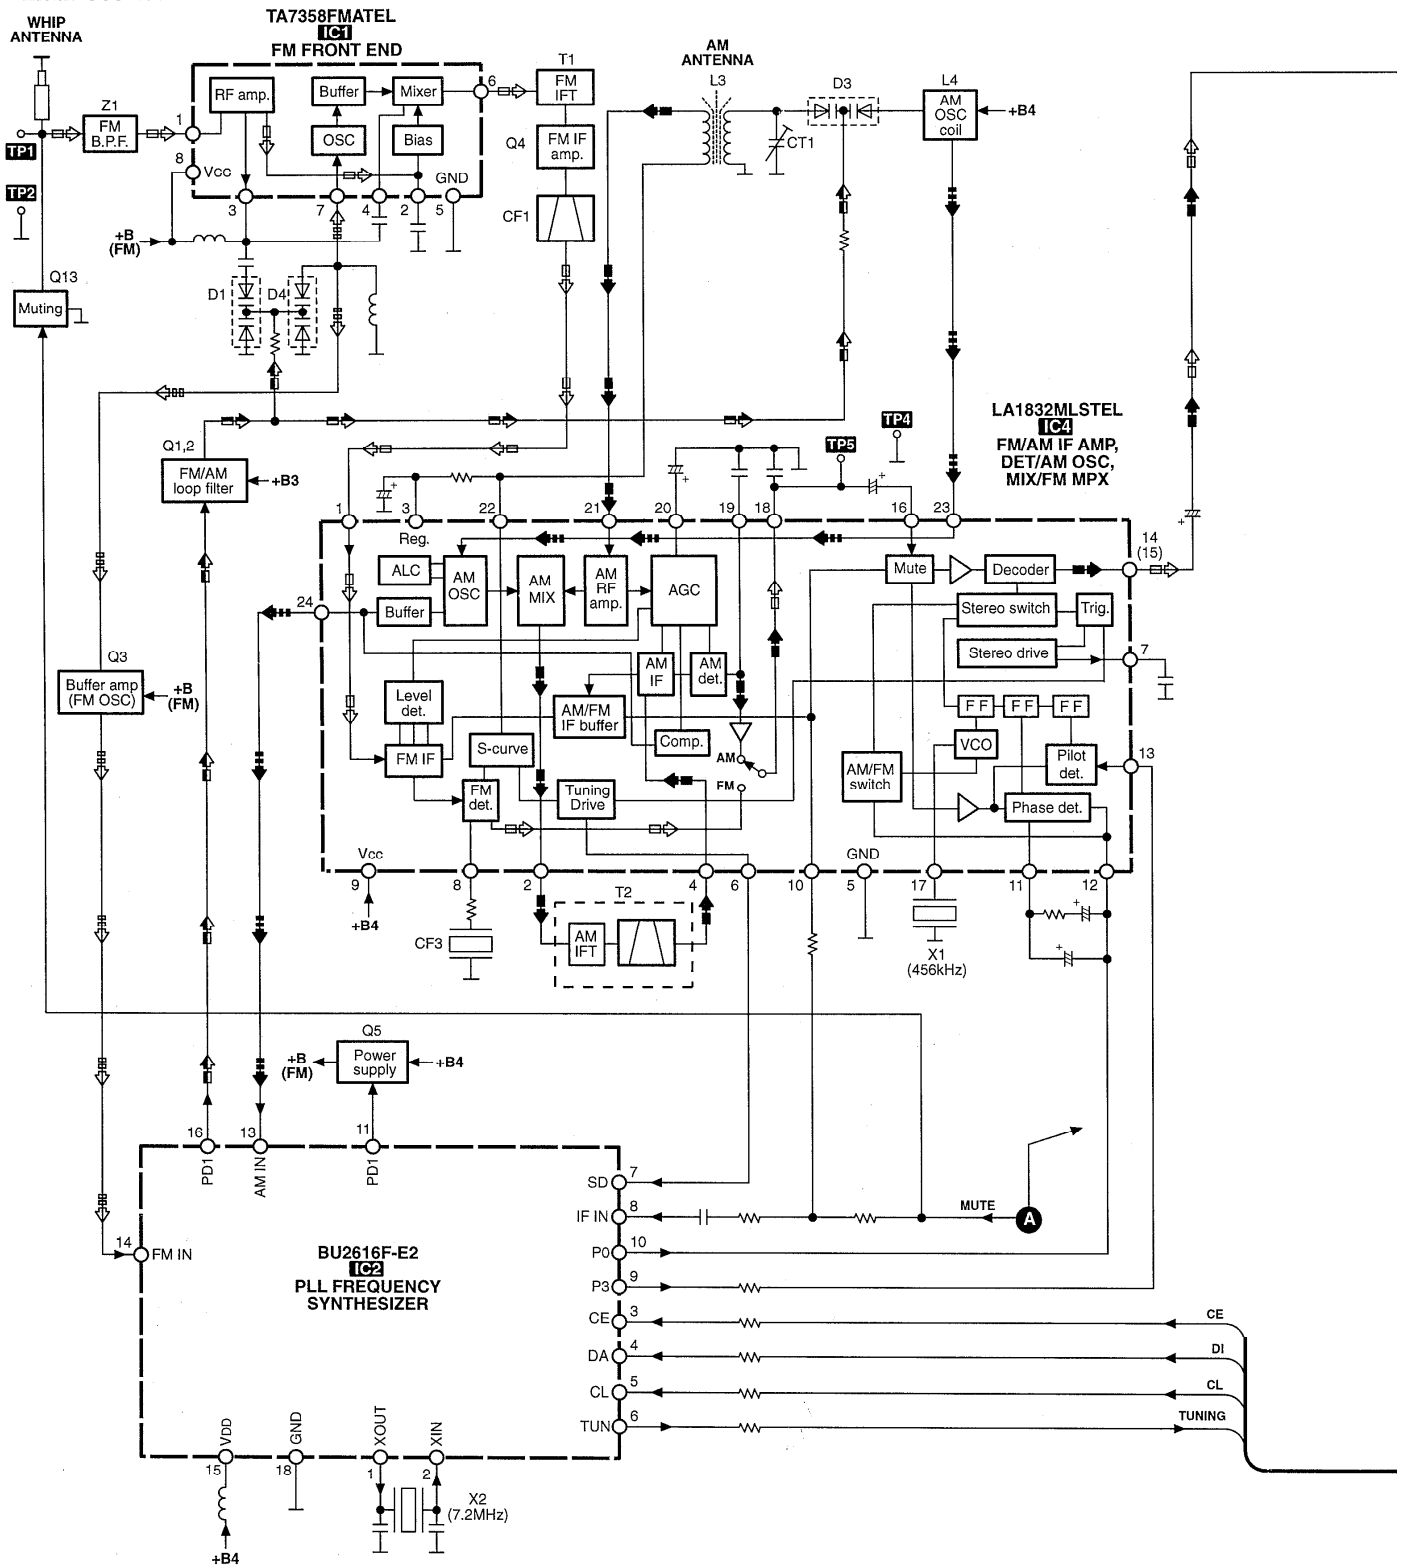 WHIP
ANTENNA
TA7358FMATEL
IC1
FM FRONT END
Z1
FM
B.P.F.
TP1
TP2
1
8
Vcc
RF amp.
Buffer
Mixer
OSC
Bias
GND
6
3
7
4
2
5
+B
(FM)
T1
FM
IFT
Q4
FM IF
amp.
CF1
AM
ANTENNA
L3
CT1
D3
L4
AM
OSC
coil
+B4
Q13
Muting
D1
D4
Q1,2
FM/AM
loop filter
+B3
TP4
TP5
LA1832MLSTEL
IC4
FM/AM IF AMP,
DET/AM OSC,
MIX/FM MPX
+
+
+
+
1
3
22
21
20
19
18
16
23
14
(15)
Reg.
ALC
AM
OSC
AM
MIX
AM
RF
amp.
AGC
Mute
Decoder
24
Buffer
Stereo switch
Trig.
Stereo drive
7
AM
IF
AM
det.
Level
det.
AM/FM
IF buffer
F F
F F
F F
Comp.
VCO
S-curve
FM IF
AM
FM
AM/FM
switch
Pilot
det.
13
FM
det.
Tuning
Drive
Phase det.
Q3
Buffer amp
(FM OSC)
+B
(FM)
Vcc
GND
9
8
2
4
6
10
5
17
11
12
+B4
CF3
T2
AM
IFT
X1
(456kHz)
+
+
Q5
+B
(FM)
Power
supply
+B4
16
13
11
PD1
AM IN
PD1
SD
7
IF IN
8
MUTE
A
14
FM IN
P0
10
BU2616F-E2
IC2
PLL FREQUENCY
SYNTHESIZER
P3
9
CE
3
CE
DA
4
DI
CL
5
CL
TUN
6
TUNING
VDD
GND
XOUT
XIN
15
18
1
2
X2
(7.2MHz)
+B4